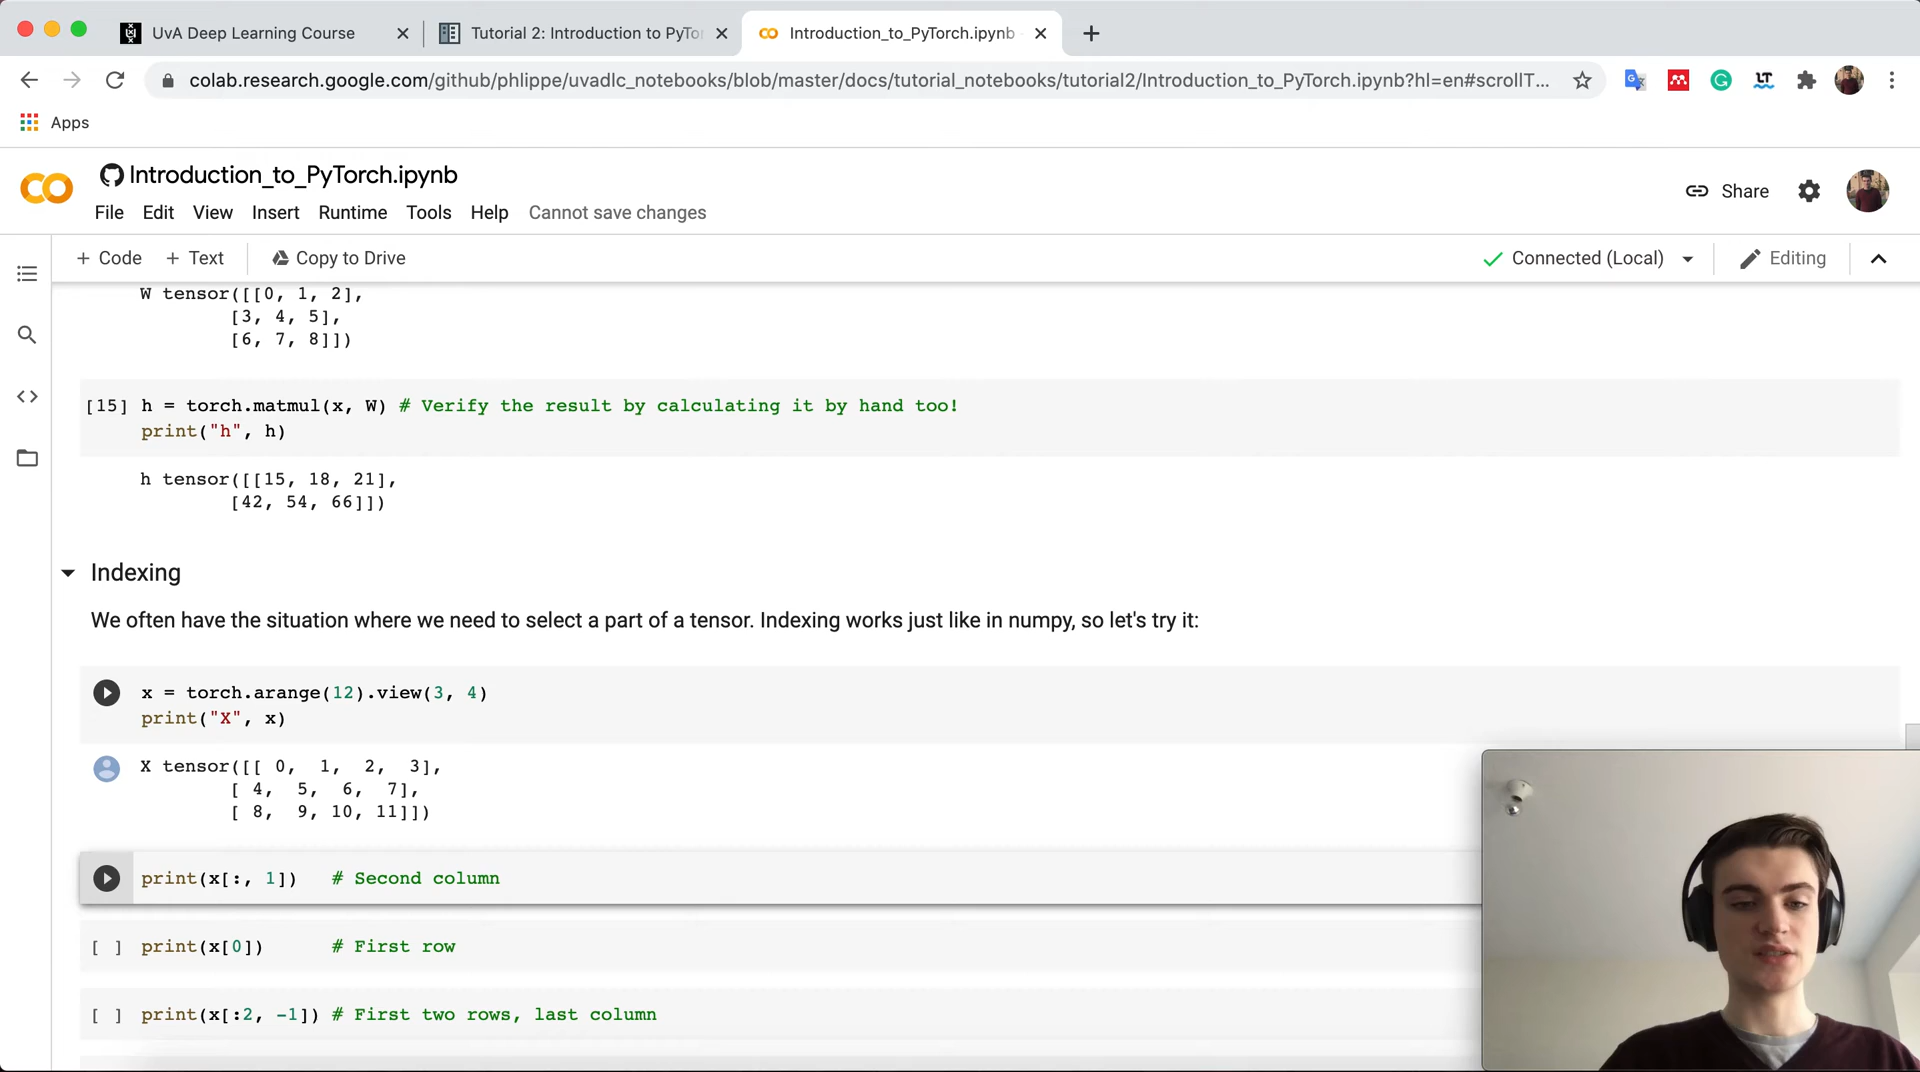 UvA Deep Learning Course
Tutorial 2: Introduction to PyTo
Introduction_to_PyTorch.ipynb
colab.research.google.com/github/phlippe/uvadlc_notebooks/blob/master/docs/tutorial_notebooks/tutorial2/Introduction_to_PyTorch.ipynb?hl=en#scrollT...
LT
Apps
Introduction_to_PyTorch.ipynb
File Edit View Insert Runtime Tools Help Cannot save changes
Share
+ Code + Text Copy to Drive
Connected (Local) Editing
W tensor([[0, 1, 2],
[3, 4, 5],
[6, 7, 8]])
[15] h = torch.matmul(x, W) # Verify the result by calculating it by hand too!
print("h", h)
h tensor([[15, 18, 21],
[42, 54, 66]])
Indexing
We often have the situation where we need to select a part of a tensor. Indexing works just like in numpy, so let's try it:
x = torch.arange(12).view(3, 4)
print("X", x)
X tensor([[ 0, 1, 2, 3],
[ 4, 5, 6, 7],
[ 8, 9, 10, 11]])
print(x[:, 1]) # Second column
[ ] print(x[0]) # First row
[ ] print(x[:2, -1]) # First two rows, last column